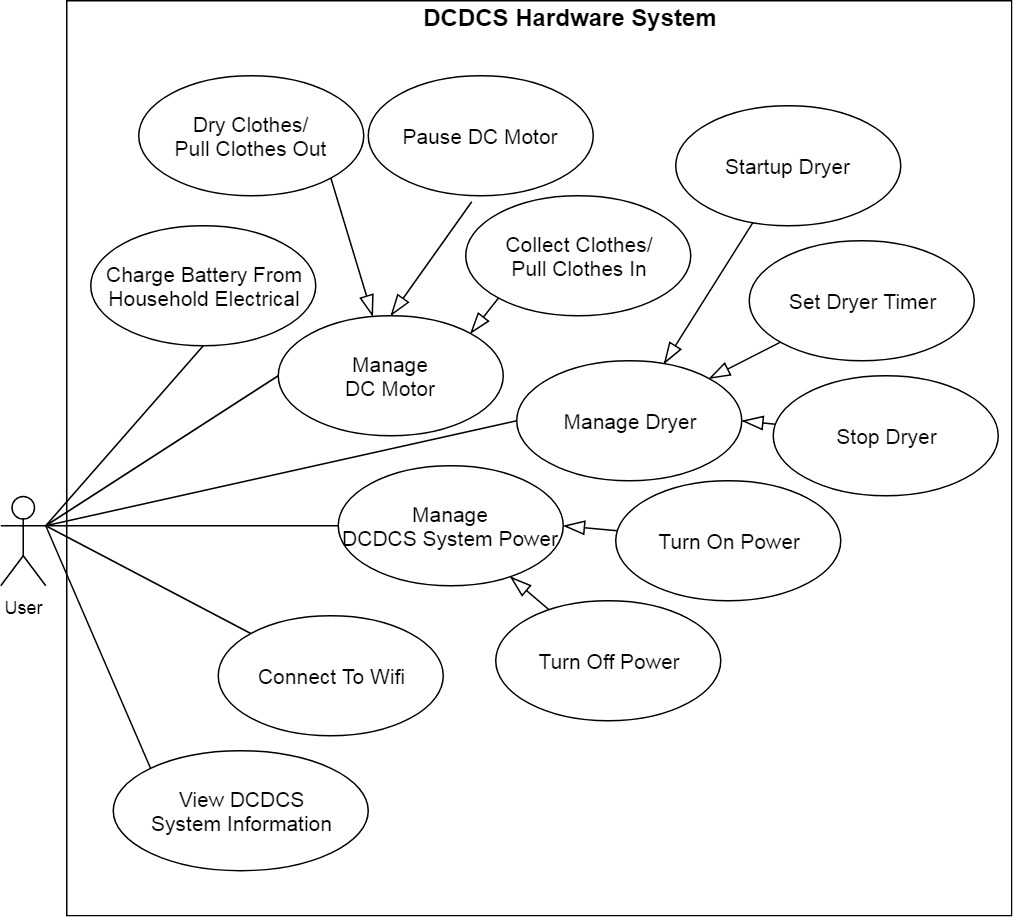 DCDCS Hardware System
Dry Clothes/
Pull Clothes Out
Pause DC Motor
Startup Dryer
Collect Clothes/
Pull Clothes In
Charge Battery From
Household Electrical
Set Dryer Timer
Manage
DC Motor
Manage Dryer
Stop Dryer
Manage
DCDCS System Power
Turn On Power
User
Turn Off Power
Connect To Wifi
View DCDCS
System Information